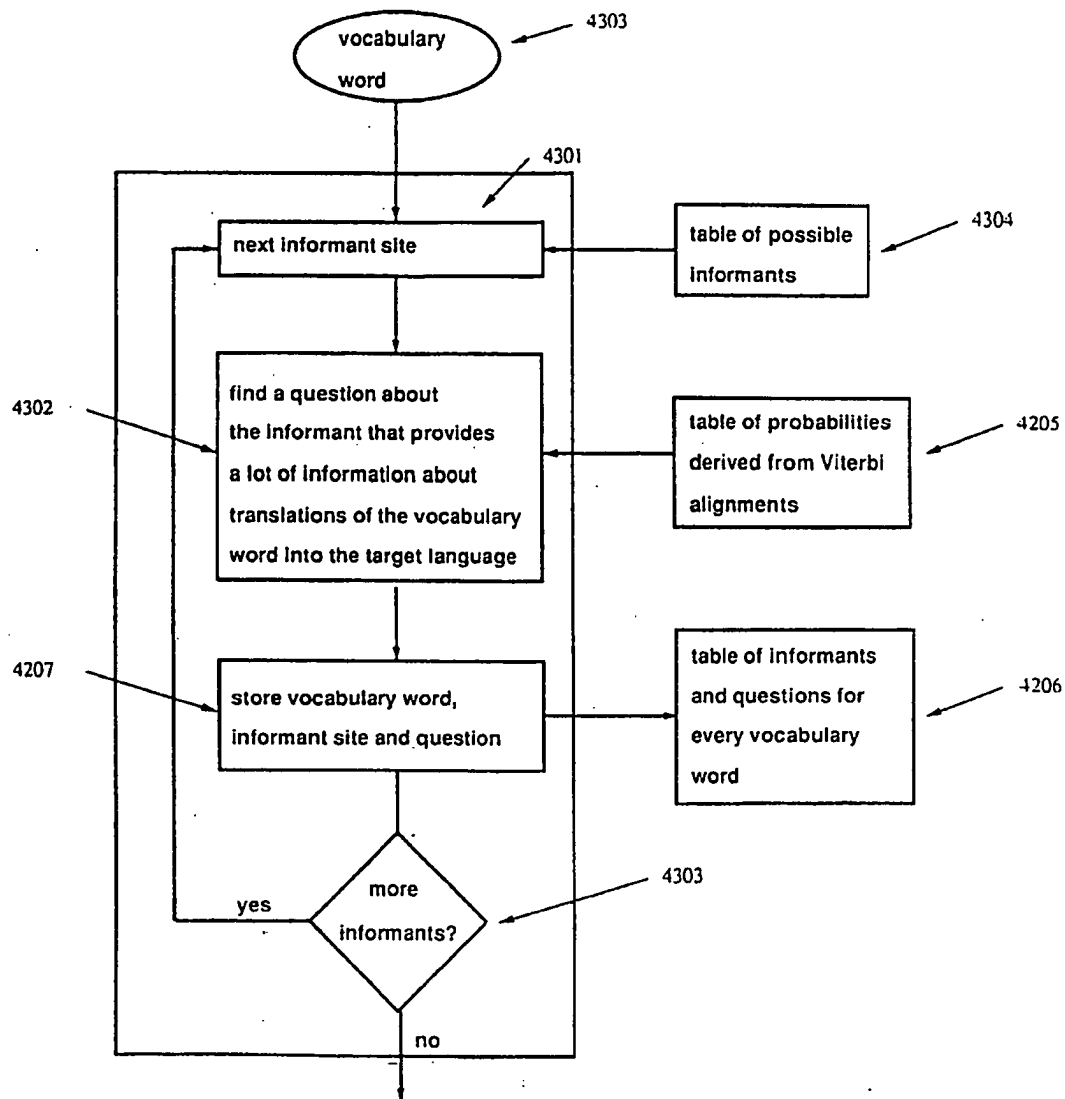 4303
vocabulary
word
4301
next informant site
table of possible
informants
4304
4302
find a question about
the informant that provides
a lot of information about
translations of the vocabulary
word into the target language
table of probabilities
derived from Viterbi
alignments
4205
4207
store vocabulary word,
informant site and question
table of informants
and questions for
every vocabulary
word
4206
more
informants?
4303
yes
no